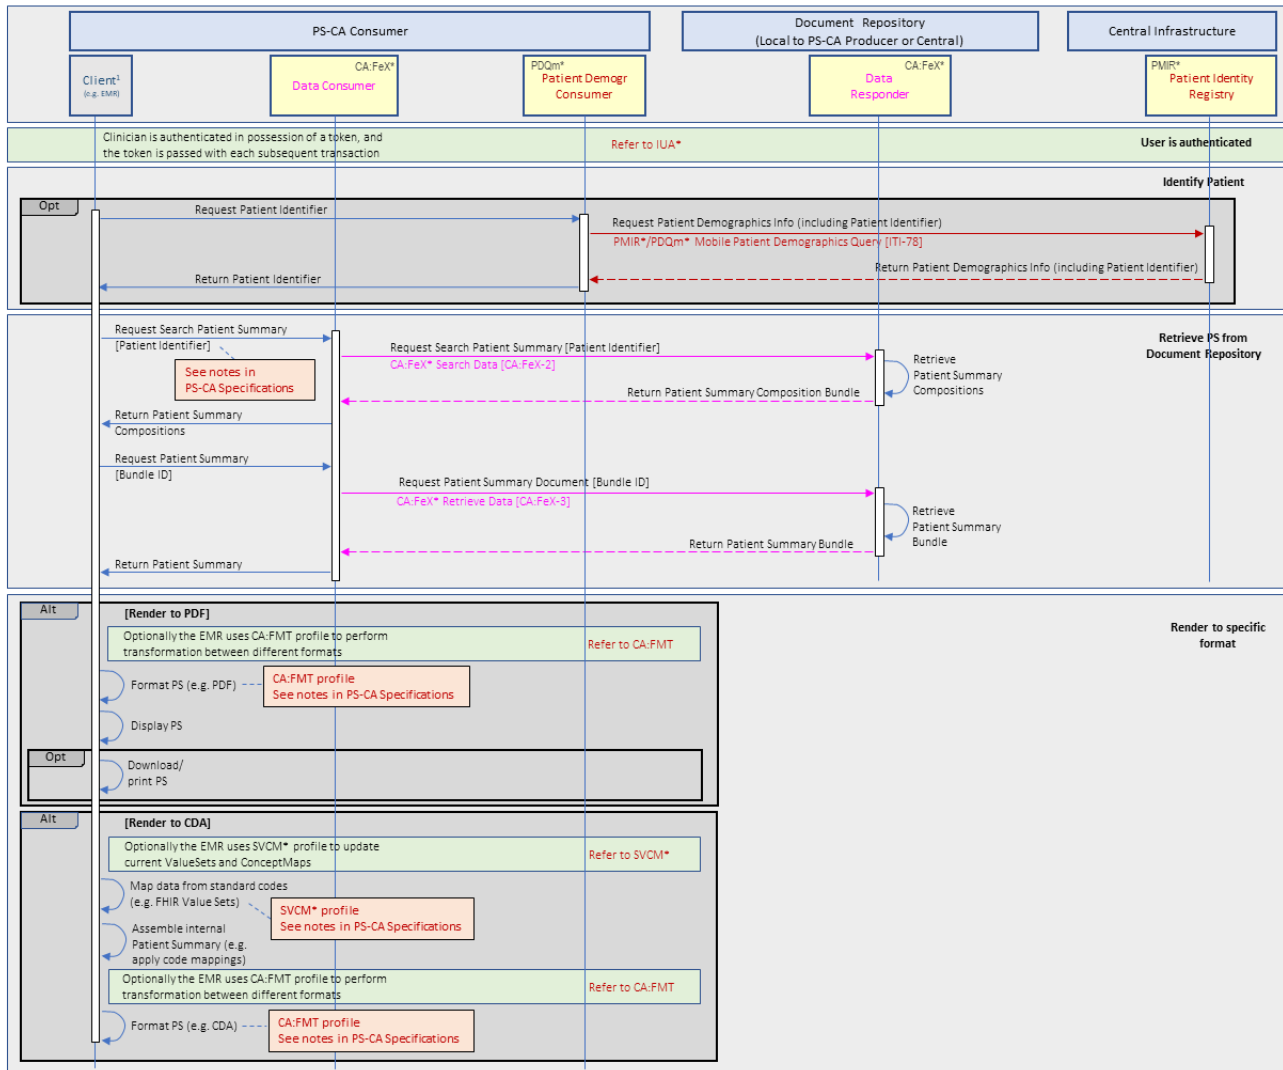 PS-CA Consumer
Document Repository
(Local to PS-CA Producer or Central)
Central Infrastructure
Client¹
(e.g. EMR)
CA:FeX*
Data Consumer
PDQm*
Patient Demogr
Consumer
CA:FeX*
Data
Responder
PMIR*
Patient Identity
Registry
Clinician is authenticated in possession of a token, and
the token is passed with each subsequent transaction
Refer to IUA*
User is authenticated
Identify Patient
Opt
Request Patient Identifier
Request Patient Demographics Info (including Patient Identifier)
PMIR*/PDQm* Mobile Patient Demographics Query [ITI-78]
Return Patient Demographics Info (including Patient Identifier)
Return Patient Identifier
Retrieve PS from
Document Repository
Request Search Patient Summary
[Patient Identifier]
See notes in
PS-CA Specifications
Request Search Patient Summary [Patient Identifier]
CA:FeX* Search Data [CA:FeX-2]
Retrieve
Patient Summary
Compositions
Return Patient Summary Composition Bundle
Return Patient Summary
Compositions
Request Patient Summary
[Bundle ID]
Request Patient Summary Document [Bundle ID]
CA:FeX* Retrieve Data [CA:FeX-3]
Retrieve
Patient Summary
Bundle
Return Patient Summary Bundle
Return Patient Summary
Render to specific
format
Alt
[Render to PDF]
Optionally the EMR uses CA:FMT profile to perform
transformation between different formats
Refer to CA:FMT
Format PS (e.g. PDF)
CA:FMT profile
See notes in PS-CA Specifications
Display PS
Opt
Download/
print PS
Alt
[Render to CDA]
Optionally the EMR uses SVCM* profile to update
current ValueSets and ConceptMaps
Refer to SVCM*
Map data from standard codes
(e.g. FHIR Value Sets)
SVCM* profile
See notes in PS-CA Specifications
Assemble internal
Patient Summary (e.g.
apply code mappings)
Optionally the EMR uses CA:FMT profile to perform
transformation between different formats
Refer to CA:FMT
Format PS (e.g. CDA)
CA:FMT profile
See notes in PS-CA Specifications